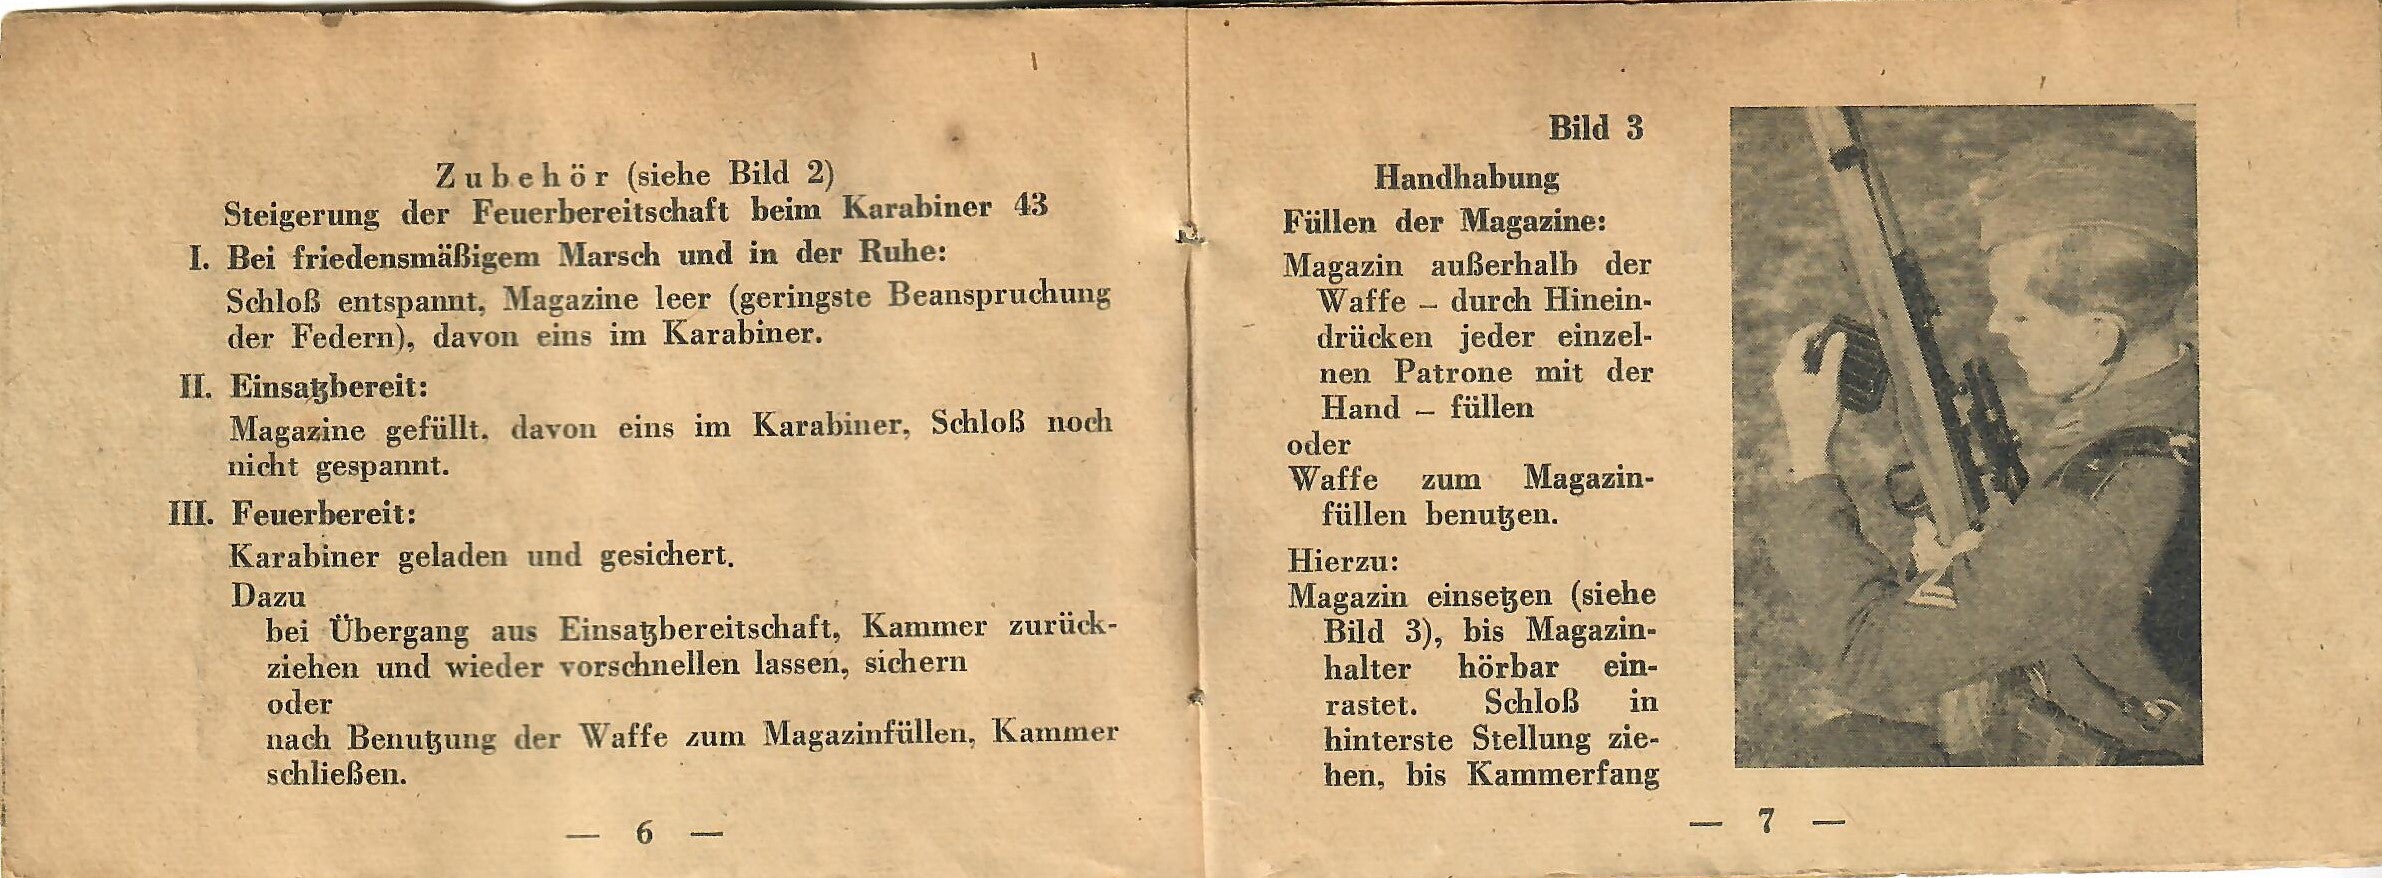 Zubehör (siehe Bild 2)
Steigerung der Feuerbereitschaft beim Karabiner 43
I. Bei friedensmäßigem Marsch und in der Ruhe:
Schloß entspannt, Magazine leer (geringste Beanspruchung
der Federn), davon eins im Karabiner.
II. Einsatzbereit:
Magazine gefüllt, davon eins im Karabiner, Schloß noch
nicht gespannt.
III. Feuerbereit:
Karabiner geladen und gesichert.
Dazu
bei Übergang aus Einsatzbereitschaft, Kammer zurück-
ziehen und wieder vorschnellen lassen, sichern
oder
nach Benutzung der Waffe zum Magazinfüllen, Kammer
schließen.
— 6 —
Bild 3
Handhabung
Füllen der Magazine:
Magazin außerhalb der
Waffe – durch Hinein-
drücken jeder einzel-
nen Patrone mit der
Hand – füllen
oder
Waffe zum Magazin-
füllen benutzen.
Hierzu:
Magazin einsetzen (siehe
Bild 3), bis Magazin-
halter hörbar ein-
rastet. Schloß in
hinterste Stellung zie-
hen, bis Kammerfang
— 7 —